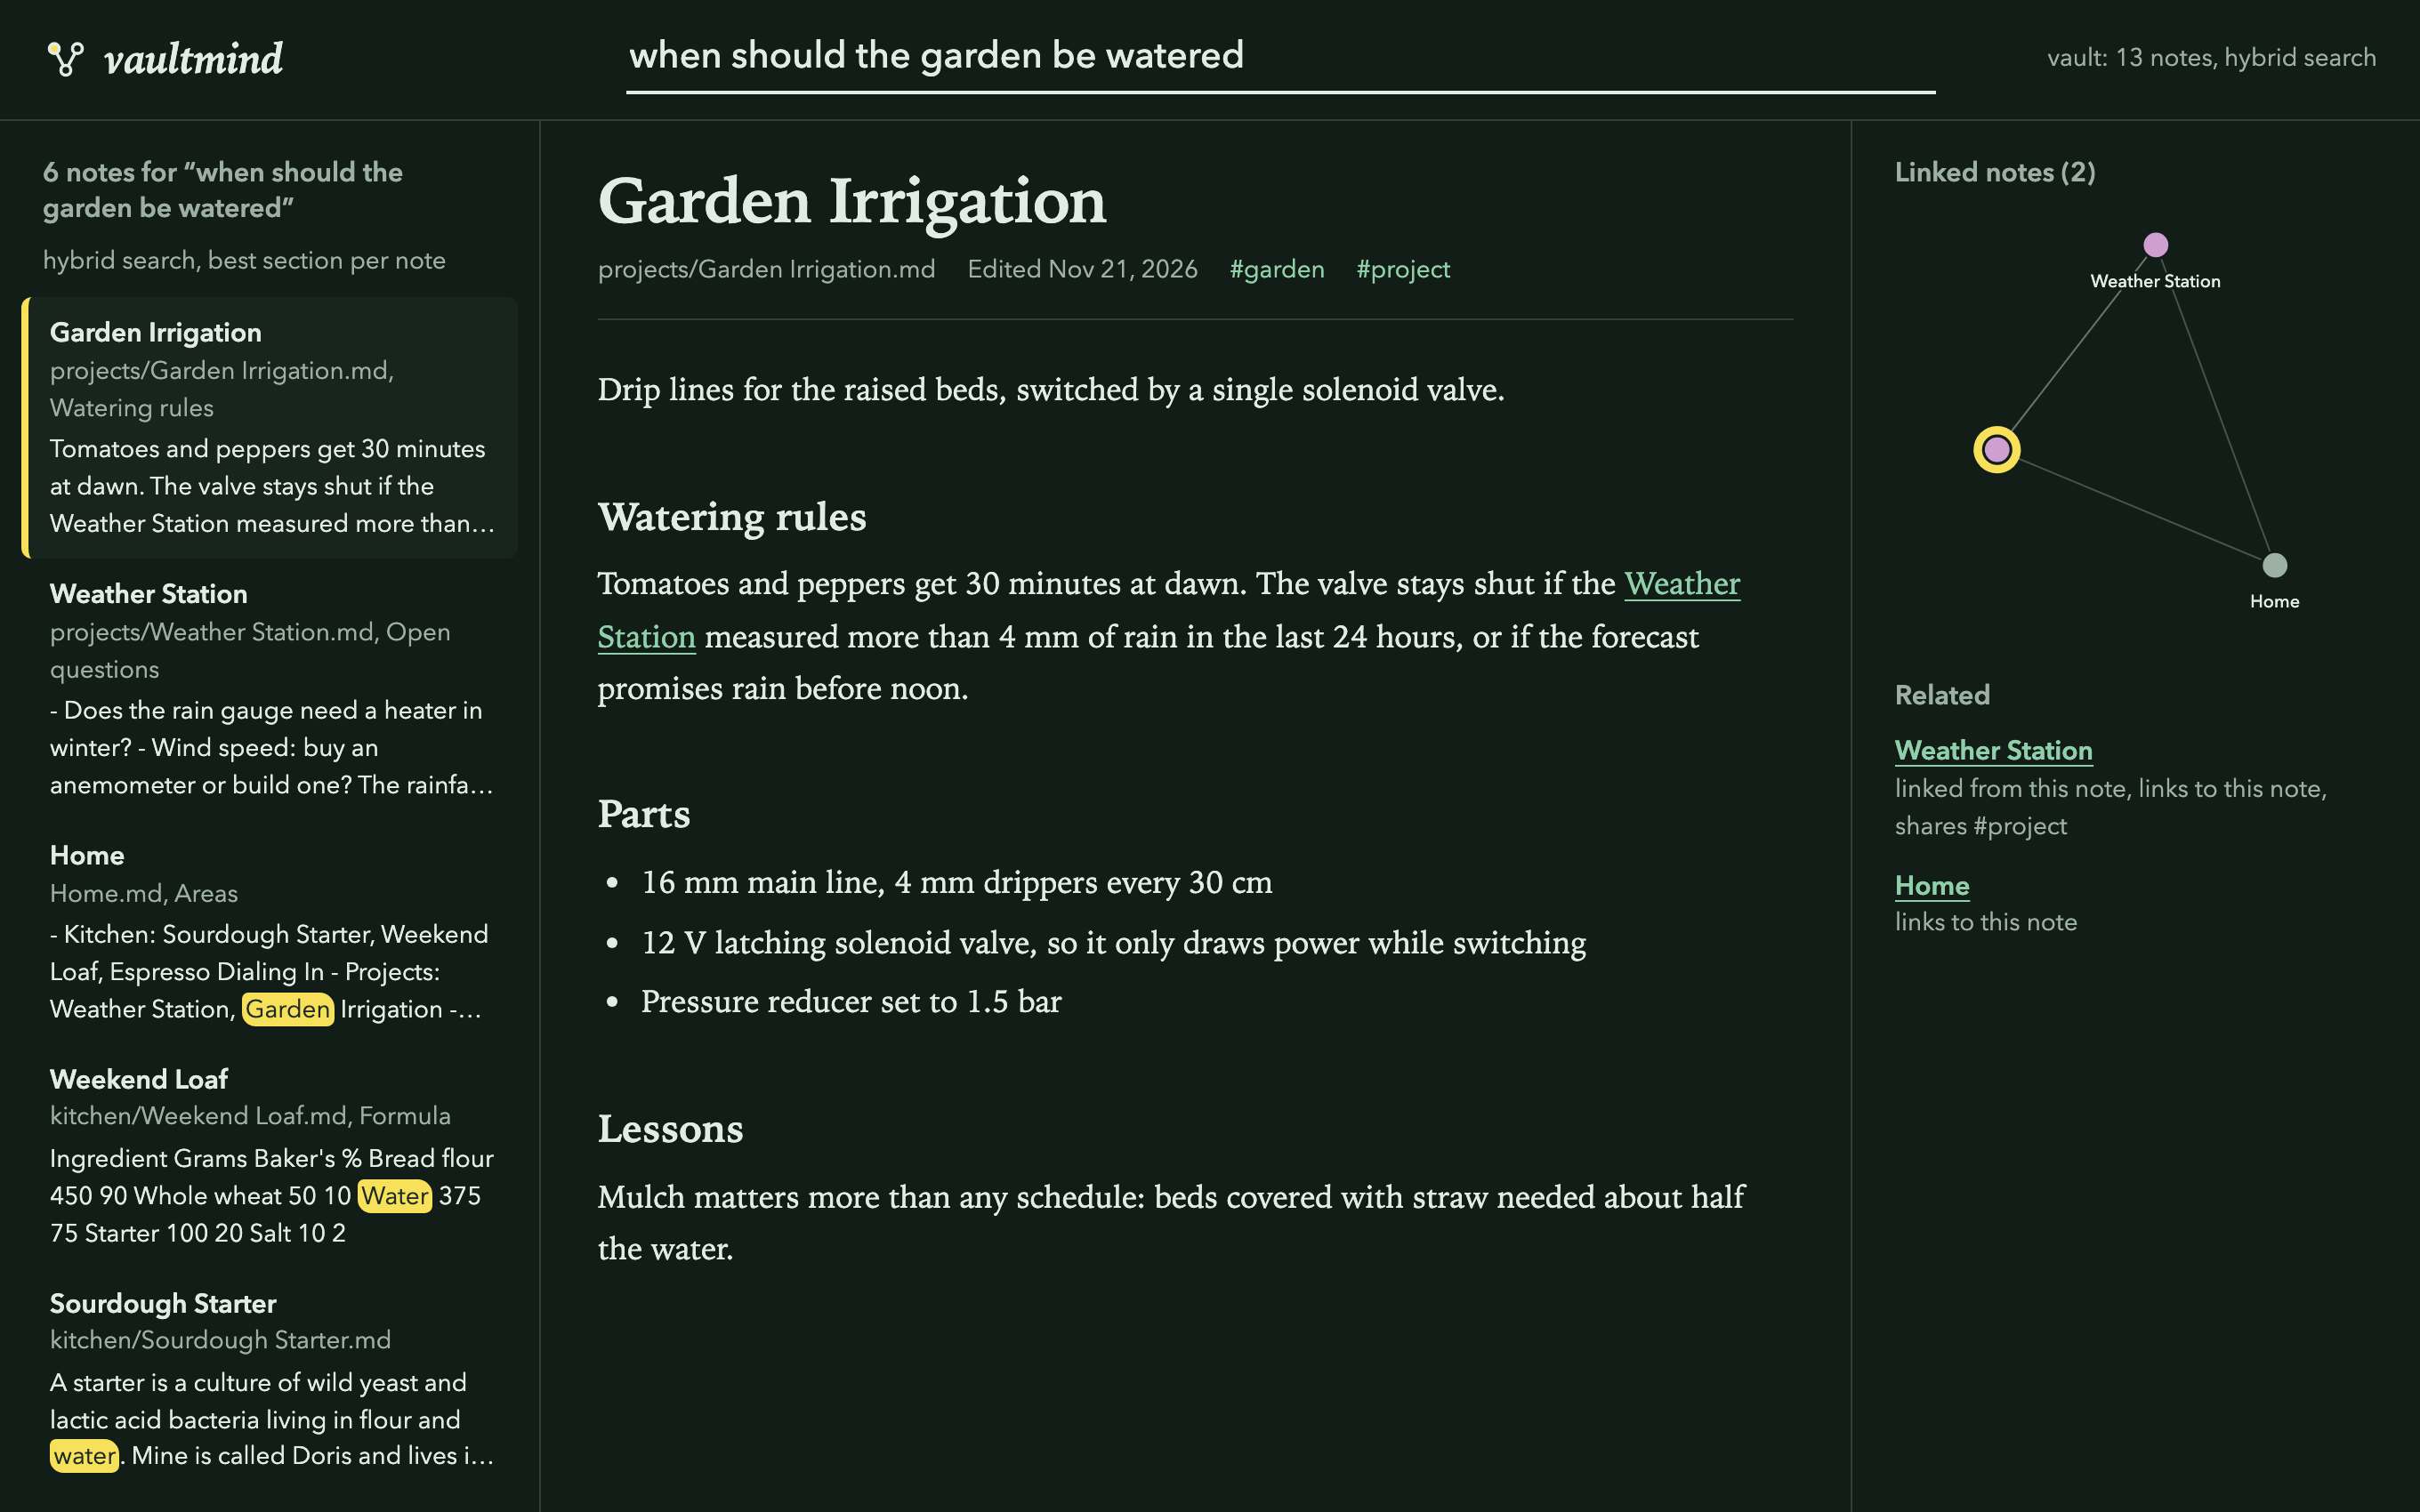 vaultmind
when should the garden be watered
vault: 13 notes, hybrid search
6 notes for “when should the
garden be watered”
hybrid search, best section per note
Garden Irrigation
projects/Garden Irrigation.md,
Watering rules
Tomatoes and peppers get 30 minutes
at dawn. The valve stays shut if the
Weather Station measured more than…
Weather Station
projects/Weather Station.md, Open
questions
- Does the rain gauge need a heater in
winter? - Wind speed: buy an
anemometer or build one? The rainfa…
Home
Home.md, Areas
- Kitchen: Sourdough Starter, Weekend
Loaf, Espresso Dialing In - Projects:
Weather Station, Garden Irrigation -…
Weekend Loaf
kitchen/Weekend Loaf.md, Formula
Ingredient Grams Baker's % Bread flour
450 90 Whole wheat 50 10 Water 375
75 Starter 100 20 Salt 10 2
Sourdough Starter
kitchen/Sourdough Starter.md
A starter is a culture of wild yeast and
lactic acid bacteria living in flour and
water. Mine is called Doris and lives i…
Garden Irrigation
projects/Garden Irrigation.md Edited Nov 21, 2026 #garden #project
Drip lines for the raised beds, switched by a single solenoid valve.
Watering rules
Tomatoes and peppers get 30 minutes at dawn. The valve stays shut if the Weather
Station measured more than 4 mm of rain in the last 24 hours, or if the forecast
promises rain before noon.
Parts
• 16 mm main line, 4 mm drippers every 30 cm
• 12 V latching solenoid valve, so it only draws power while switching
• Pressure reducer set to 1.5 bar
Lessons
Mulch matters more than any schedule: beds covered with straw needed about half
the water.
Linked notes (2)
Weather Station
Home
Related
Weather Station
linked from this note, links to this note,
shares #project
Home
links to this note